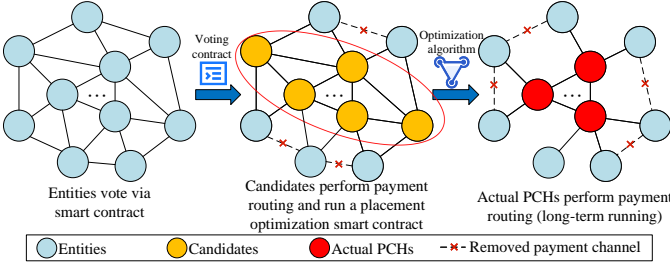 Voting
contract
Optimization
algorithm
...
...
...
Entities vote via
smart contract
Candidates perform payment
routing and run a placement
optimization smart contract
Actual PCHs perform payment
routing (long-term running)
Entities
Candidates
Actual PCHs
Removed payment channel